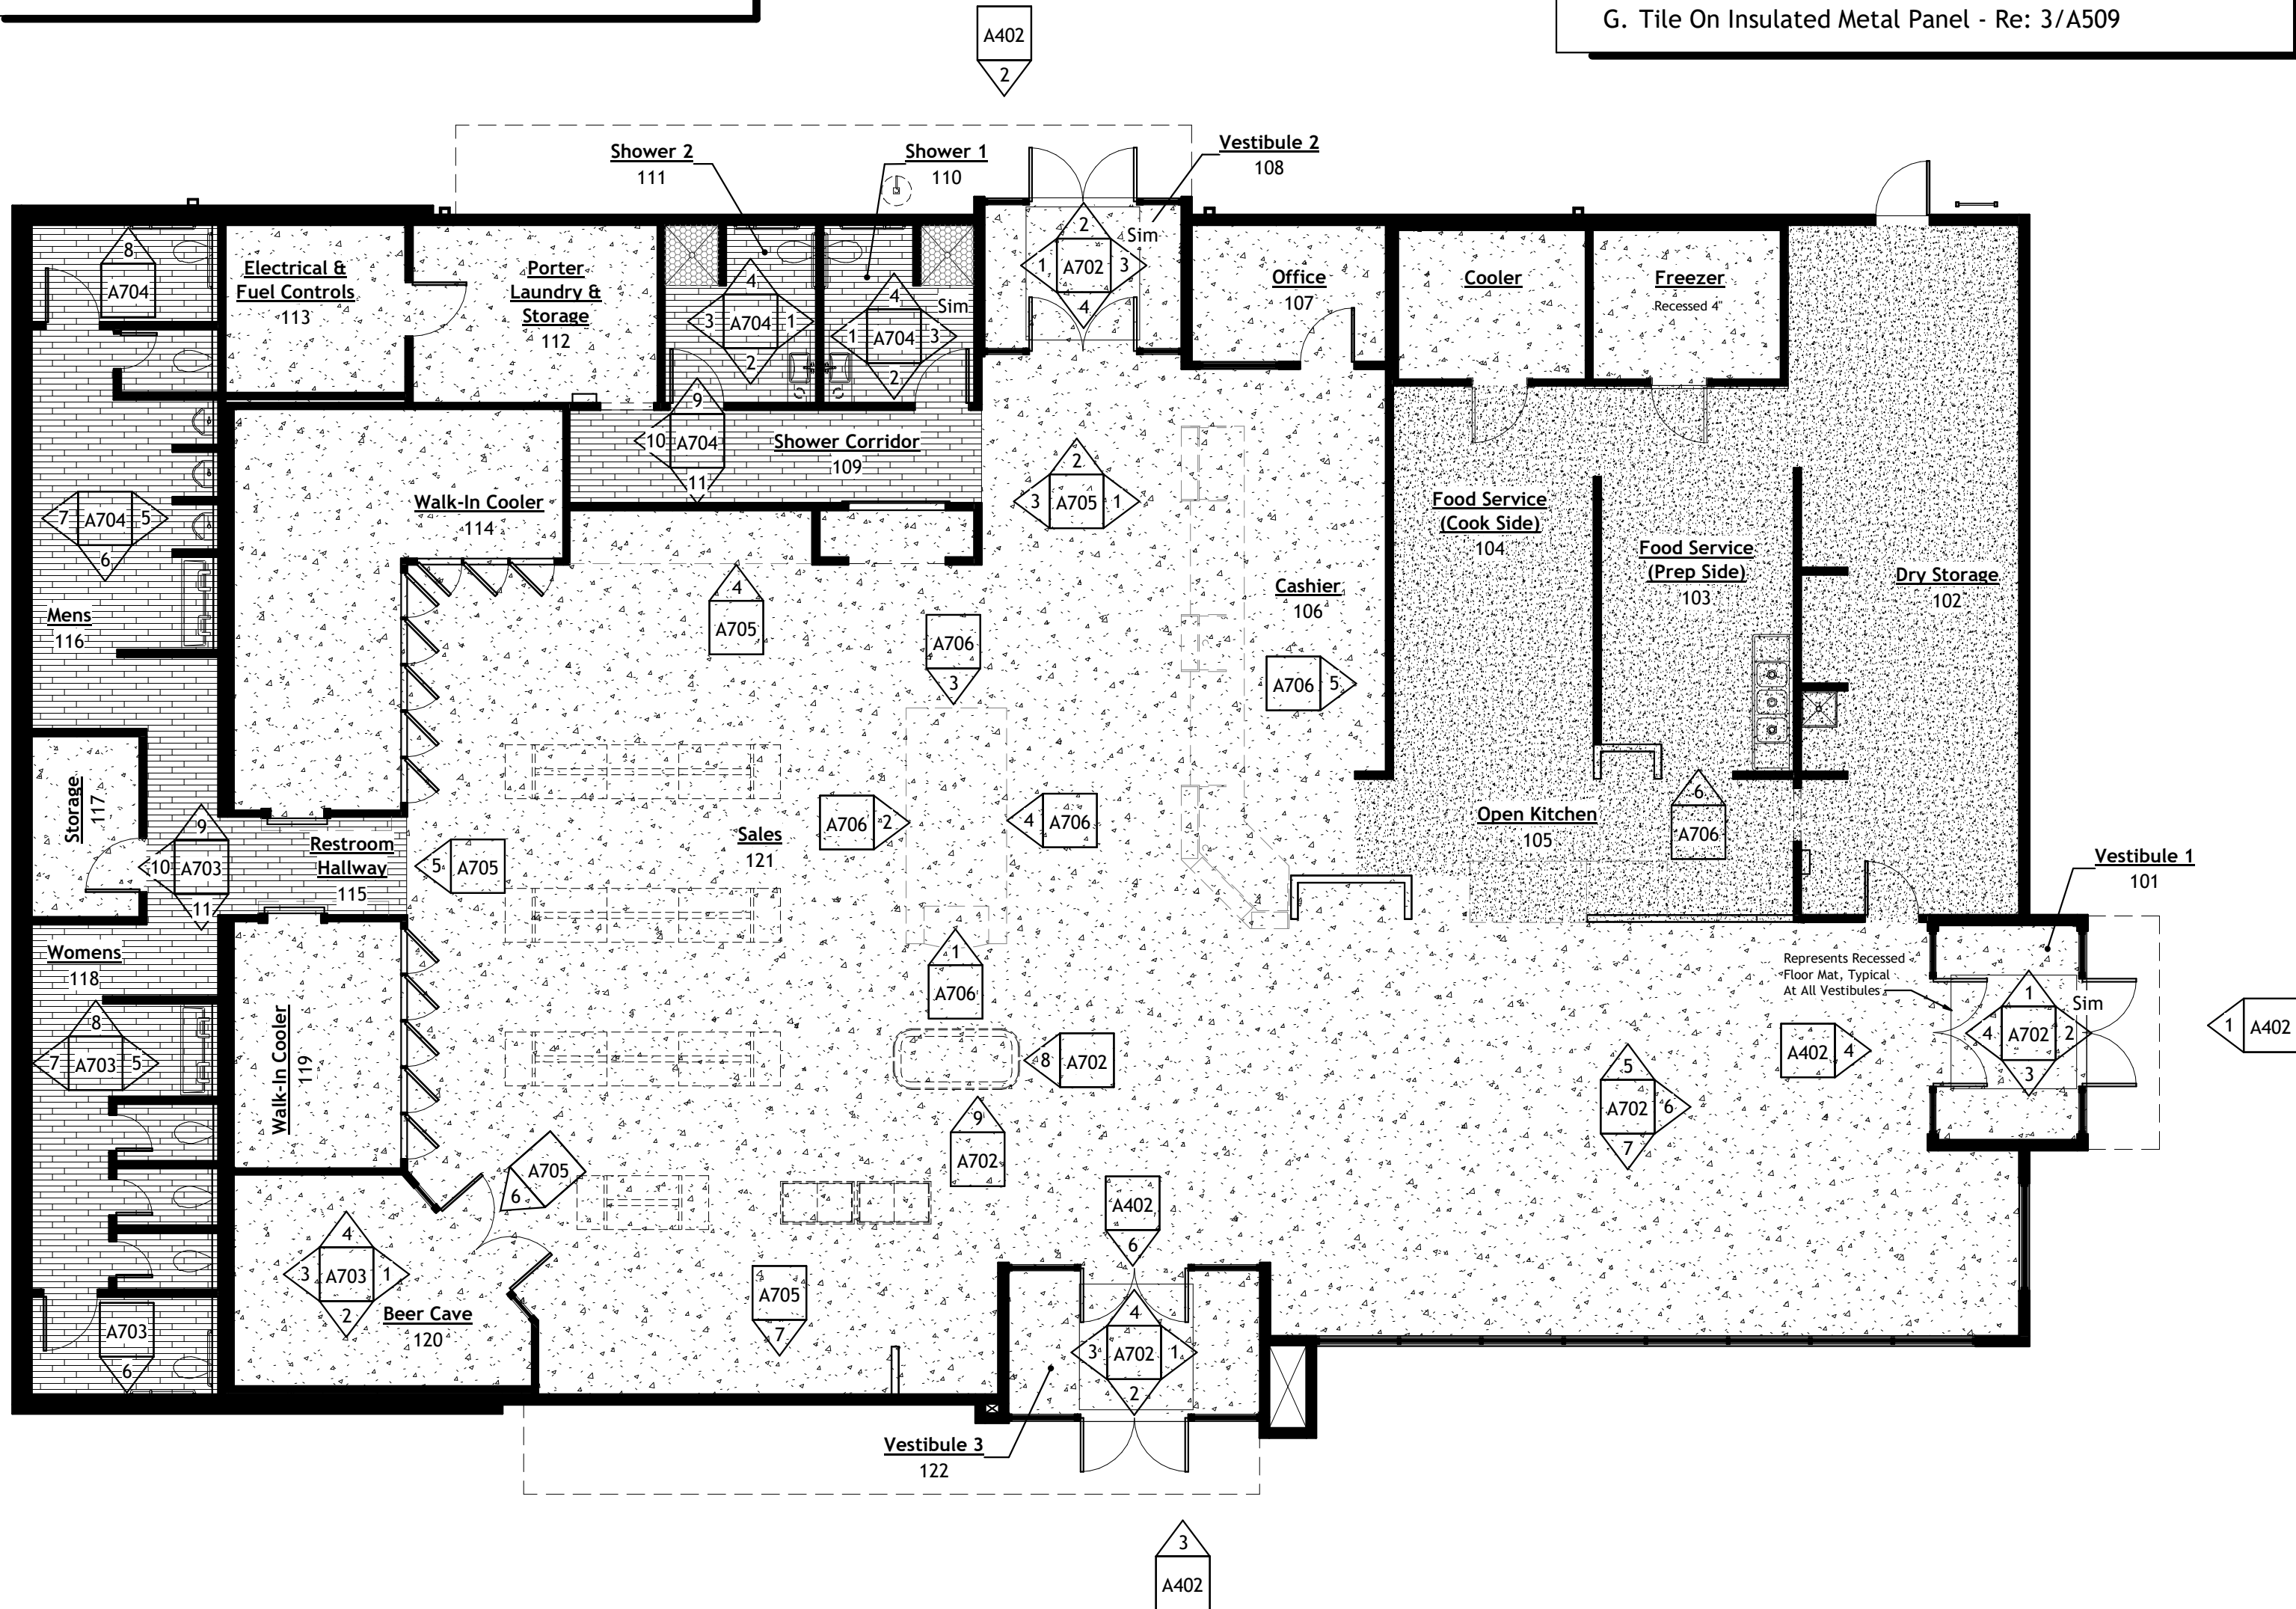 G. Tile On Insulated Metal Panel - Re: 3/A509
A402
2
Shower 2
111
Shower 1
110
Vestibule 2
108
8
A704
Electrical &
Fuel Controls
113
Porter
Laundry &
Storage
112
4
3 A704 1
2
4
Sim
1 A704 3
2
2
Sim
1 A702 3
4
Office
107
Cooler
Freezer
Recessed 4"
9
10 A704
11
Shower Corridor
109
Walk-In Cooler
114
7 A704 5
6
2
3 A705 1
Food Service
(Cook Side)
104
Food Service
(Prep Side)
103
Dry Storage
102
Mens
116
4
A705
A706
3
Cashier
106
A706 5
Storage
117
9
10 A703
11
Restroom
Hallway
115
5 A705
Sales
121
A706 2
4 A706
Open Kitchen
105
6
A706
Vestibule 1
101
Womens
118
8
7 A703 5
Walk-In Cooler
119
1
A706
8 A702
9
A702
Represents Recessed
Floor Mat, Typical
At All Vestibules
1
Sim
4 A702 2
3
A402 4
1 A402
5
A702 6
7
A705
6
A402
6
4
3 A703 1
2
Beer Cave
120
A703
6
A705
7
4
3 A702 1
2
Vestibule 3
122
3
A402